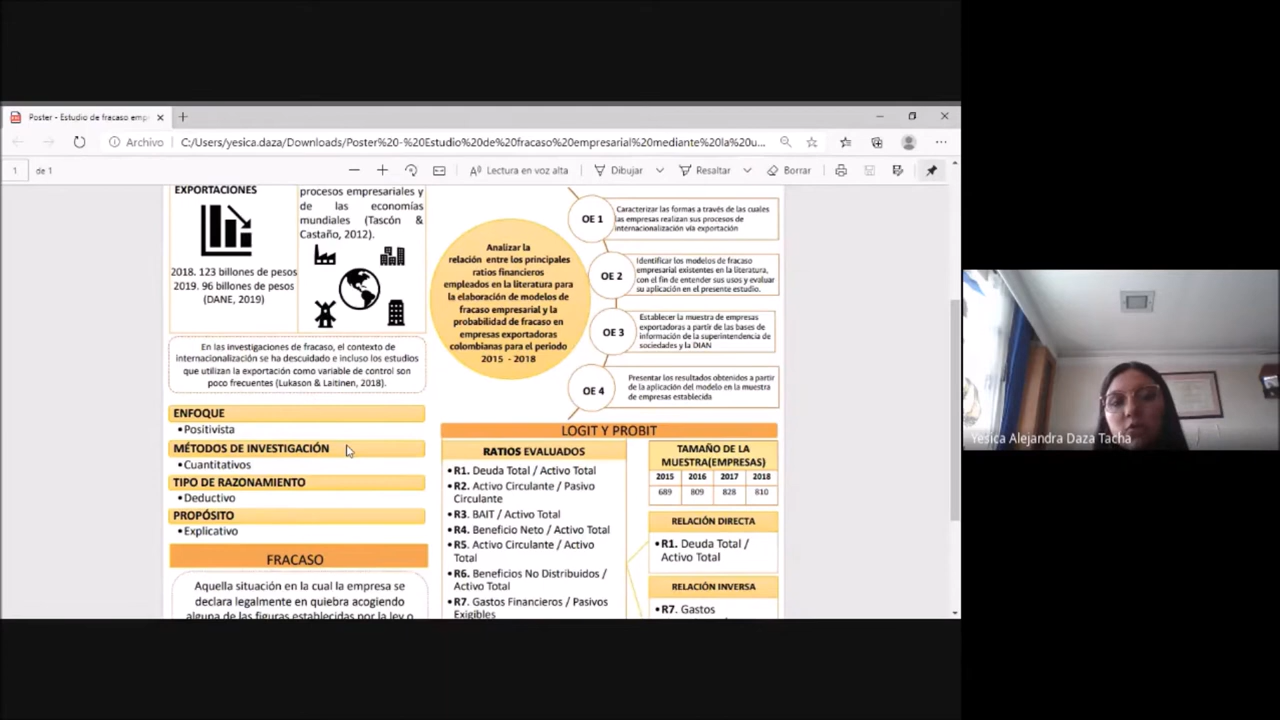 Poster - Estudio de fracaso emp
Archivo
C:/Users/yesica.daza/Downloads/Poster%20-%20Estudio%20de%20fracaso%20empresarial%20mediante%20la%20u...
1
de 1
Lectura en voz alta
Dibujar
Resaltar
Borrar
EXPORTACIONES
2018. 123 billones de pesos
2019. 96 billones de pesos
(DANE, 2019)
procesos empresariales y
de las economías
mundiales (Tascón &
Castaño, 2012).
En las investigaciones de fracaso, el contexto de
internacionalización se ha descuidado e incluso los estudios
que utilizan la exportación como variable de control son
poco frecuentes (Lukason & Laitinen, 2018).
ENFOQUE
•Positivista
MÉTODOS DE INVESTIGACIÓN
•Cuantitativos
TIPO DE RAZONAMIENTO
•Deductivo
PROPÓSITO
•Explicativo
FRACASO
Aquella situación en la cual la empresa se
declara legalmente en quiebra acogiendo
alguna de las figuras establecidas por la ley o
Analizar la
relación entre los principales
ratios financieros
empleados en la literatura para
la elaboración de modelos de
fracaso empresarial y la
probabilidad de fracaso en
empresas exportadoras
colombianas para el periodo
2015 - 2018
OE 1
Caracterizar las formas a través de las cuales
las empresas realizan sus procesos de
internacionalización vía exportación
OE 2
Identificar los modelos de fracaso
empresarial existentes en la literatura,
con el fin de entender sus usos y evaluar
su aplicación en el presente estudio.
OE 3
Establecer la muestra de empresas
exportadoras a partir de las bases de
información de la superintendencia de
sociedades y la DIAN
OE 4
Presentar los resultados obtenidos a partir
de la aplicación del modelo en la muestra
de empresas establecida
LOGIT Y PROBIT
RATIOS EVALUADOS
•R1. Deuda Total / Activo Total
•R2. Activo Circulante / Pasivo
Circulante
•R3. BAIT / Activo Total
•R4. Beneficio Neto / Activo Total
•R5. Activo Circulante / Activo
Total
•R6. Beneficios No Distribuidos /
Activo Total
•R7. Gastos Financieros / Pasivos
Exigibles
TAMAÑO DE LA
MUESTRA(EMPRESAS)
2015 2016 2017 2018
689 809 828 810
RELACIÓN DIRECTA
•R1. Deuda Total /
Activo Total
RELACIÓN INVERSA
•R7. Gastos
Yesica Alejandra Daza Tacha